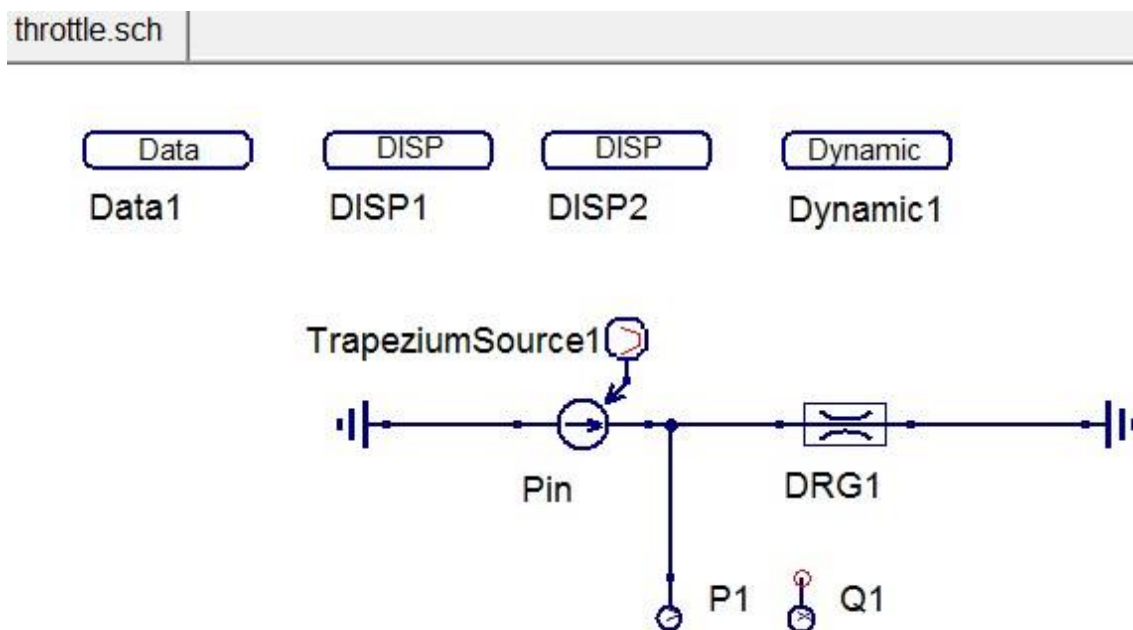 throttle.sch
Data DISP DISP Dynamic
Data1 DISP1 DISP2 Dynamic1
TrapeziumSource1
Pin DRG1
P1 Q1